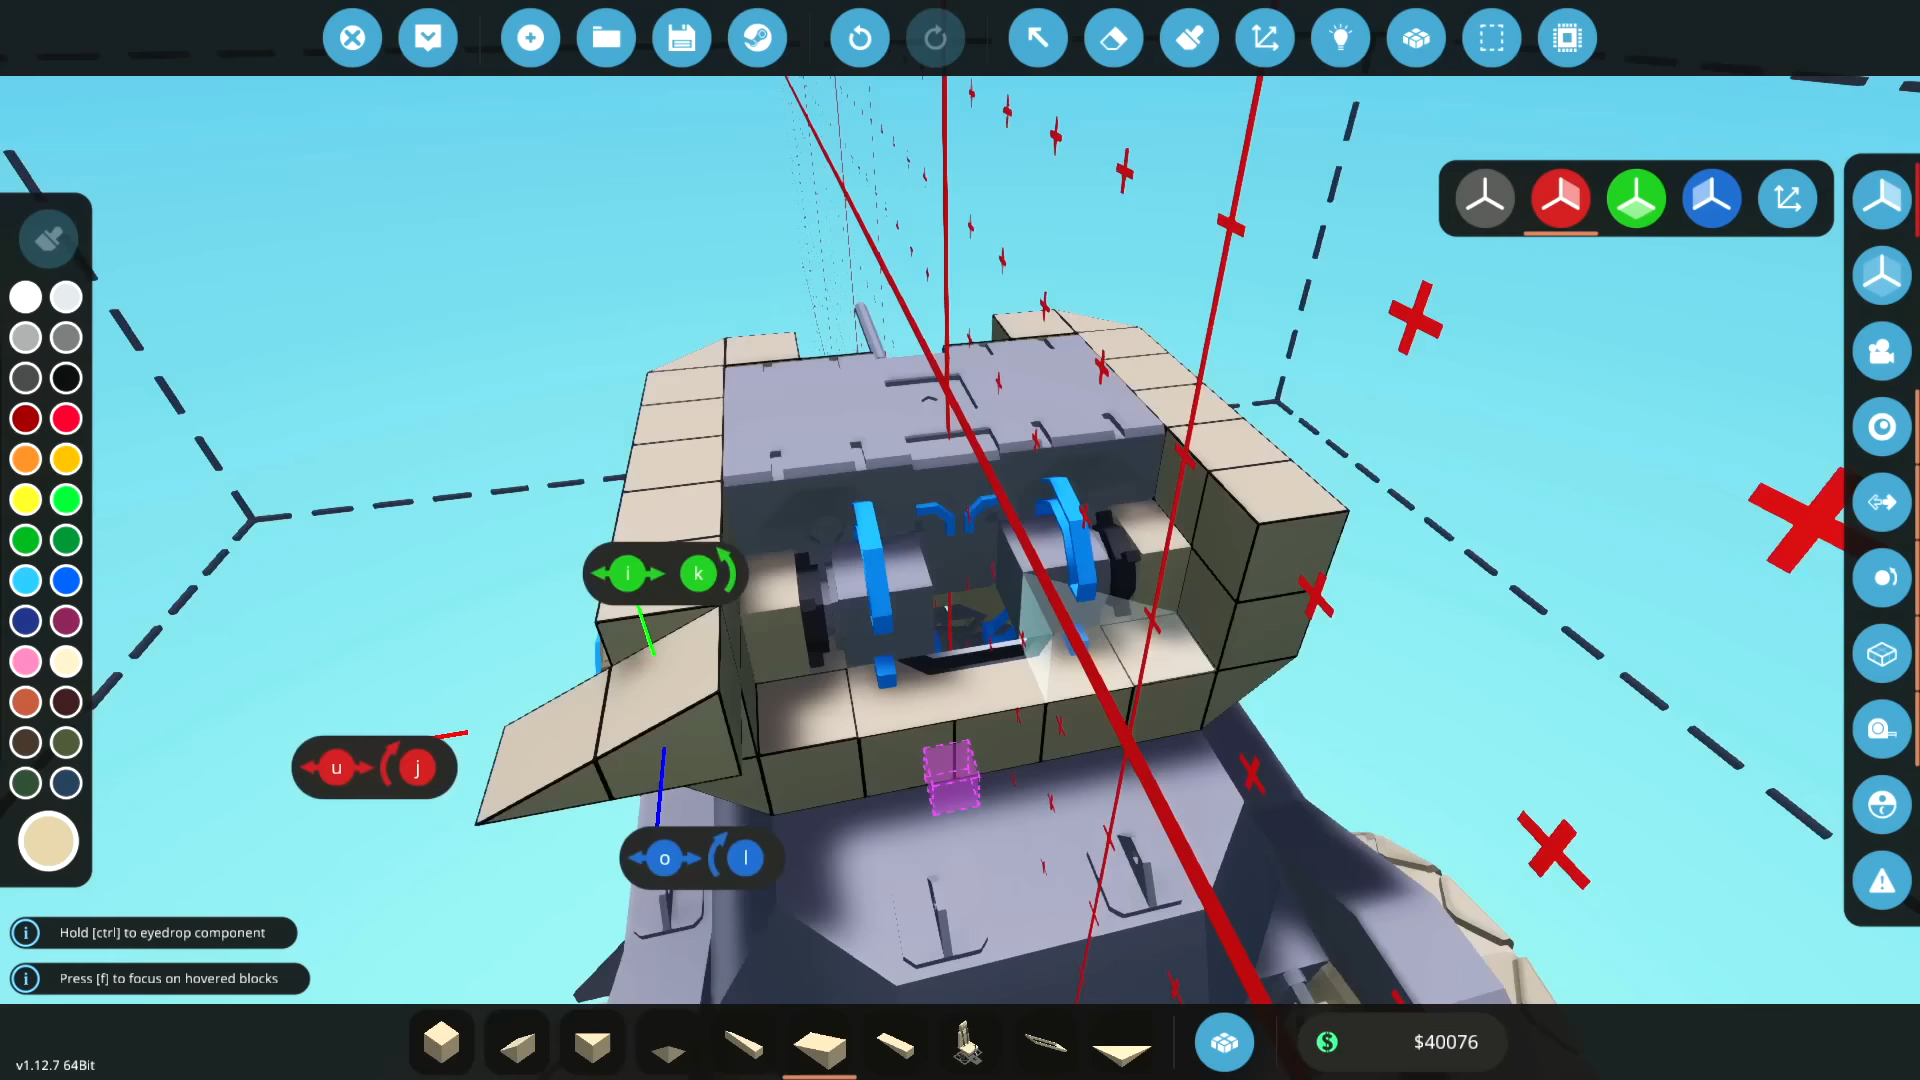 i k
u j
o l
Hold [ctrl] to eyedrop component
Press [f] to focus on hovered blocks
v1.12.7 64Bit
$ $40076